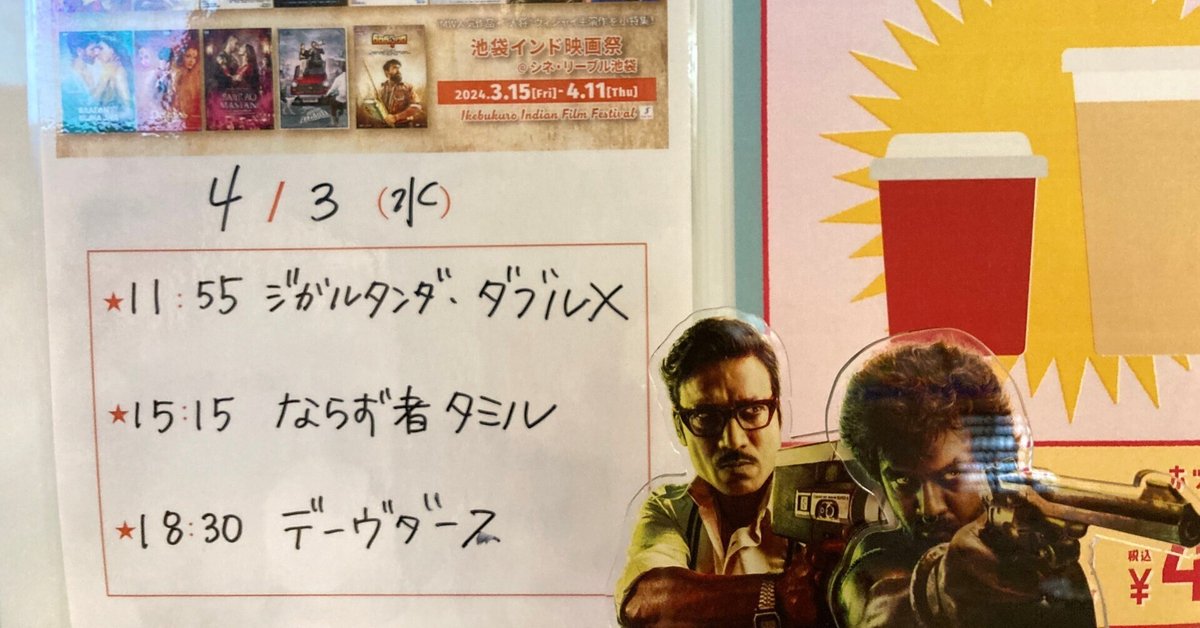 池袋インド映画祭
@シネ・リーブル池袋
2024.3.15[Fri]-4.11[Thu]
Ikebukuro Indian Film Festival
4/3(水)
★11:55 ジガルタンダ・ダブルX
★15:15 ならず者タミル
★18:30 デーヴダース
税込
¥